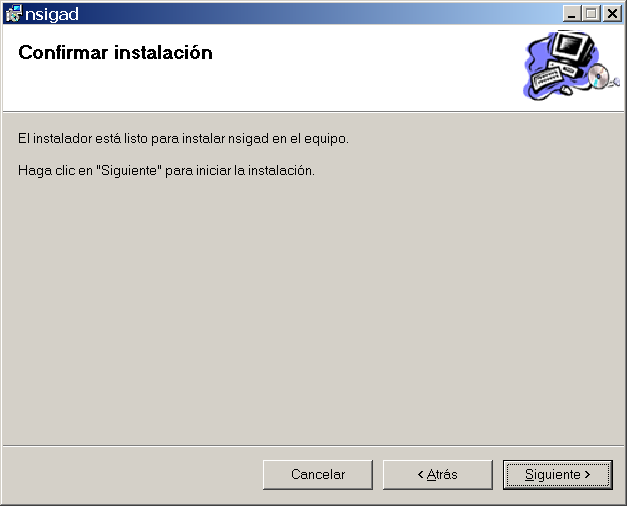 nsigad
Confirmar instalación
El instalador está listo para instalar nsigad en el equipo.
Haga clic en "Siguiente" para iniciar la instalación.
Cancelar
< Atrás
Siguiente >